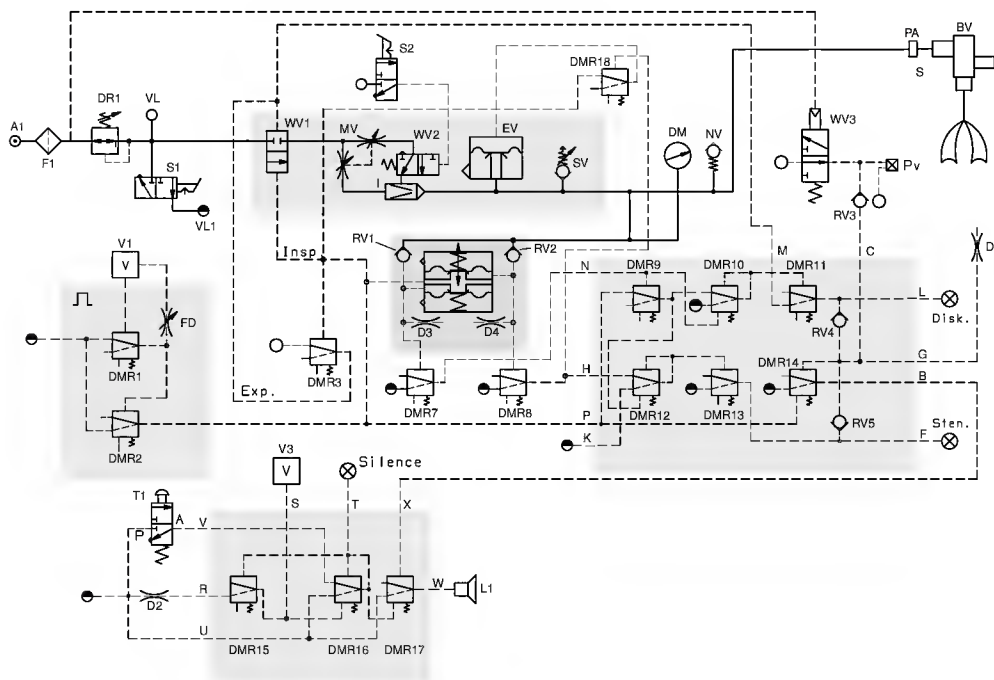 S2
PA
BV
DMR18
S
DR1
VL
WV1
MV
WV2
EV
DM
NV
WV3
A1
F1
SV
Pv
S1
I
RV3
VL1
V1
Insp.
RV1
RV2
N
M
C
D
V
DMR9
DMR10
DMR11
L
FD
D3
D4
RV4
Disk.
DMR1
DMR3
H
DMR14
G
B
Exp.
DMR7
DMR8
P
DMR12
DMR13
RV5
DMR2
K
F
Sten.
V3
V
Silence
T1
S
T
X
A
P
V
R
D2
W
L1
U
DMR15
DMR16
DMR17